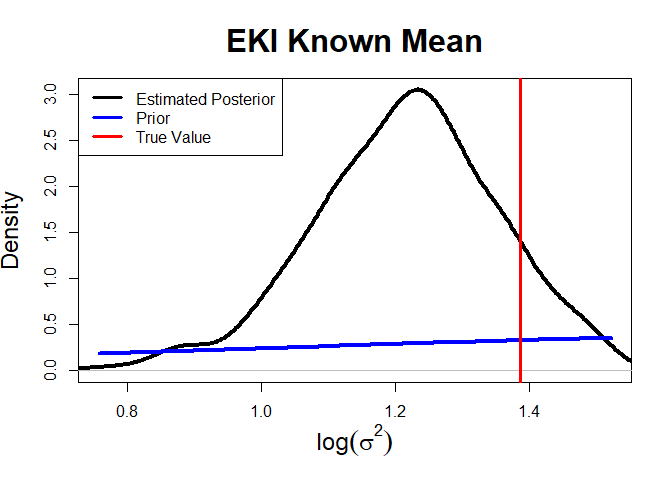 EKI Known Mean
Estimated Posterior
Prior
True Value
Density
3.0
2.5
2.0
1.5
1.0
0.5
0.0
0.8 1.0 1.2 1.4
log(σ²)